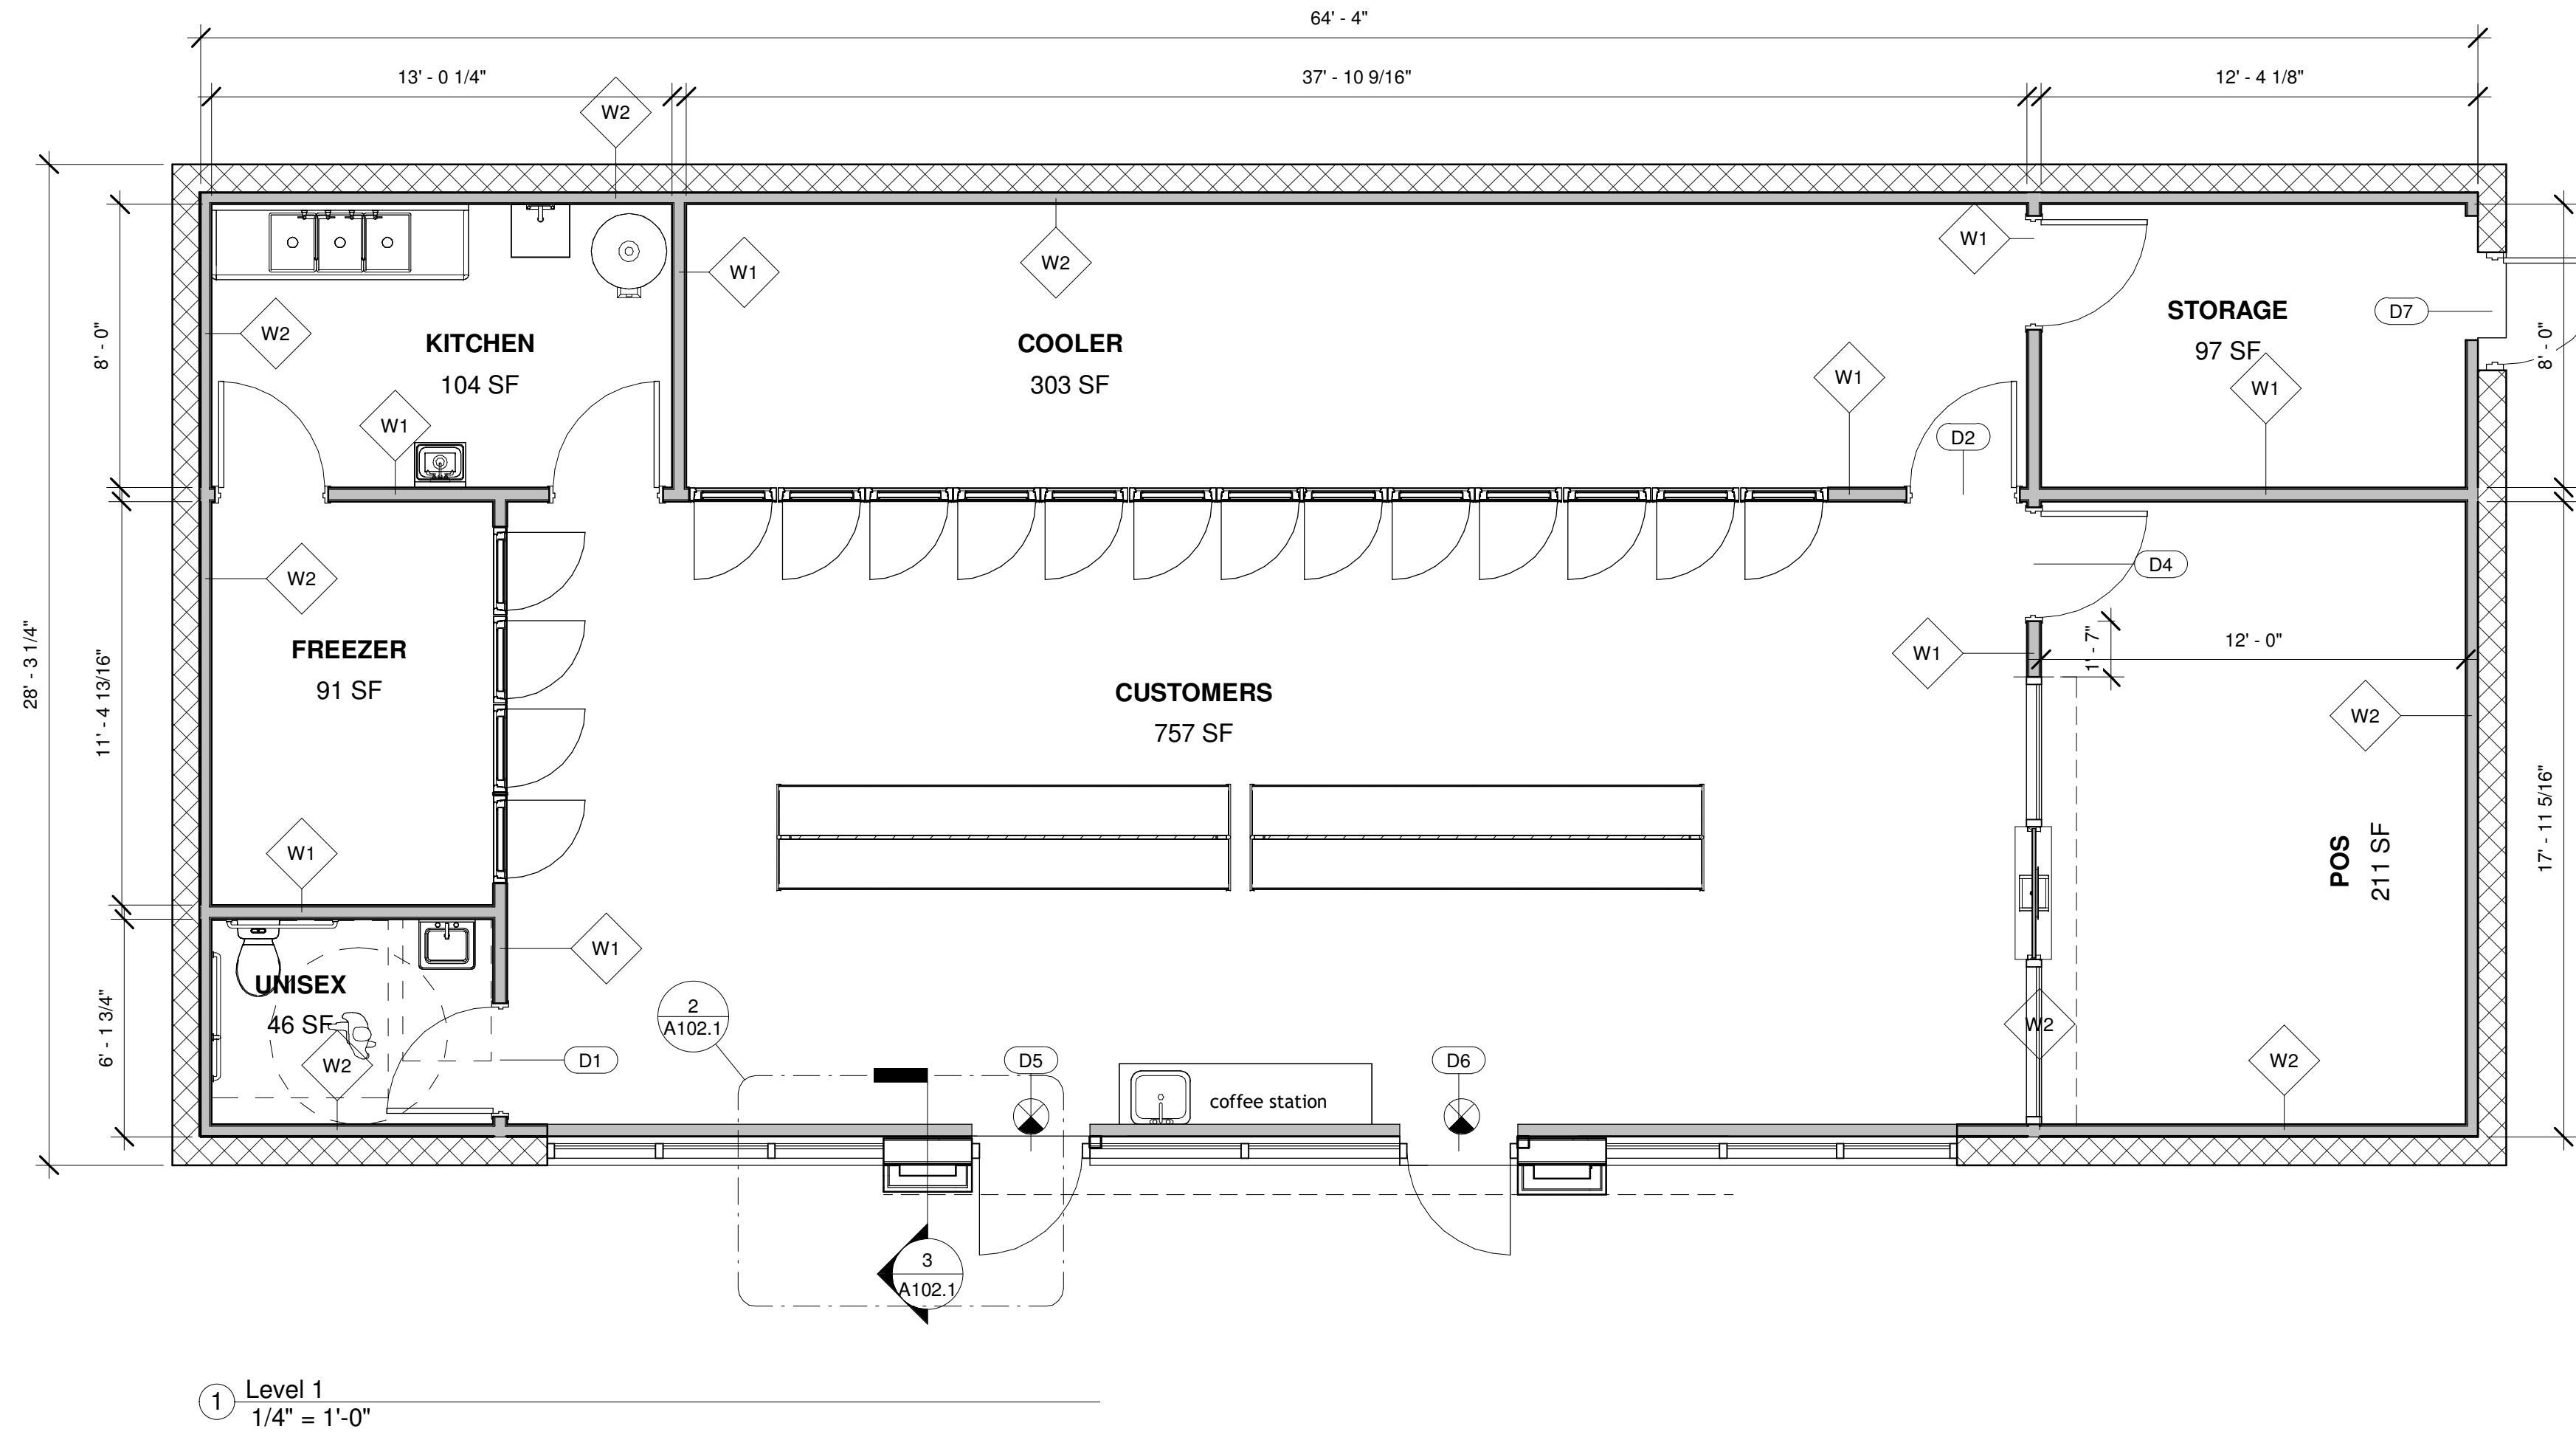 64' - 4"
13' - 0 1/4"
37' - 10 9/16"
12' - 4 1/8"
W2
W1
W2
W1
W2
KITCHEN
104 SF
COOLER
303 SF
STORAGE
97 SF
D7
W1
W1
W1
D2
8' - 0"
8' - 0"
W2
FREEZER
91 SF
D4
W1
1' - 7"
12' - 0"
CUSTOMERS
757 SF
W2
28' - 3 1/4"
11' - 4 13/16"
W1
POS
211 SF
17' - 11 5/16"
W1
UNISEX
46 SF
W2
6' - 1 3/4"
D1
2
A102.1
D5
coffee station
D6
W2
W2
3
A102.1
1
Level 1
1/4" = 1'-0"